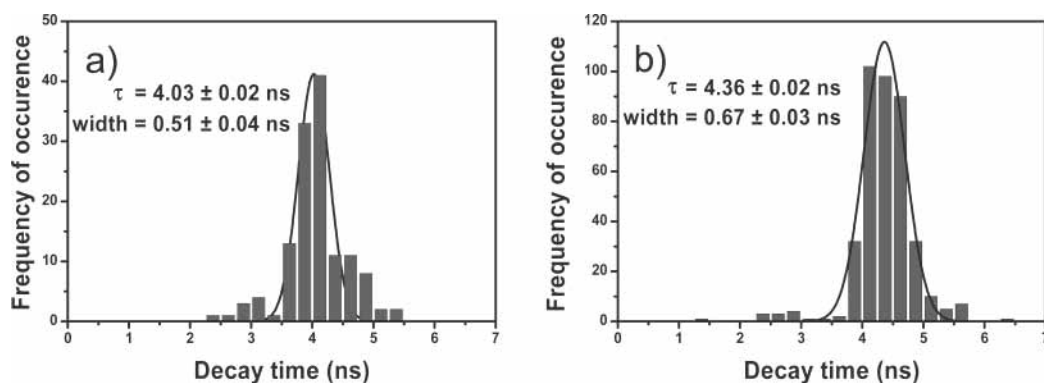 a)
τ = 4.03 ± 0.02 ns
width = 0.51 ± 0.04 ns
Frequency of occurence
50
40
30
20
10
0
0 1 2 3 4 5 6 7
Decay time (ns)
b)
τ = 4.36 ± 0.02 ns
width = 0.67 ± 0.03 ns
Frequency of occurence
120
100
80
60
40
20
0
0 1 2 3 4 5 6 7
Decay time (ns)